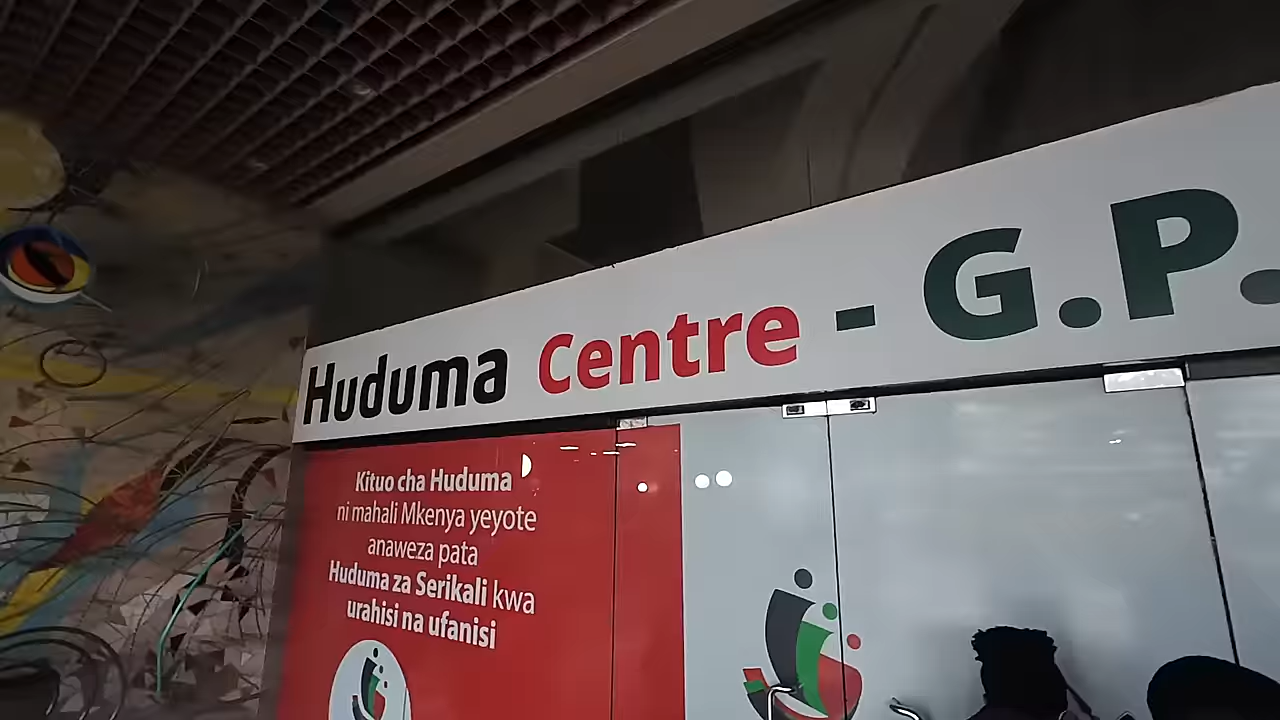 Huduma Centre - G.P.
Kituo cha Huduma
ni mahali Mkenya yeyote
anaweza pata
Huduma za Serikali kwa
urahisi na ufanisi